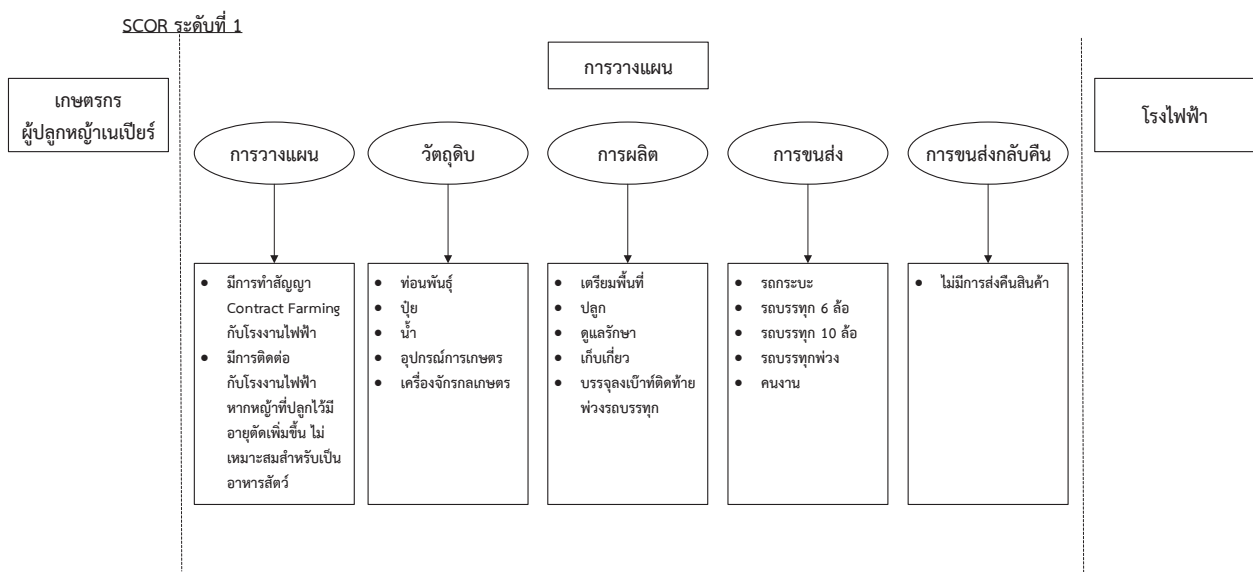 SCOR ระดับที่ 1
การวางแผน
เกษตรกร
ผู้ปลูกหญ้าเนเปียร์
โรงไฟฟ้า
การวางแผน
วัตถุดิบ
การผลิต
การขนส่ง
การขนส่งกลับคืน
● มีการทำสัญญา
Contract Farming
กับโรงงานไฟฟ้า
● มีการติดต่อ
กับโรงงานไฟฟ้า
หากหญ้าที่ปลูกไว้มี
อายุตัดเพิ่มขึ้น ไม่
เหมาะสมสำหรับเป็น
อาหารสัตว์
● ท่อนพันธุ์
● ปุ๋ย
● น้ำ
● อุปกรณ์การเกษตร
● เครื่องจักรกลเกษตร
● เตรียมพื้นที่
● ปลูก
● ดูแลรักษา
● เก็บเกี่ยว
● บรรจุลงเบ๊าท์ติดท้าย
พ่วงรถบรรทุก
● รถกระบะ
● รถบรรทุก 6 ล้อ
● รถบรรทุก 10 ล้อ
● รถบรรทุกพ่วง
● คนงาน
● ไม่มีการส่งคืนสินค้า